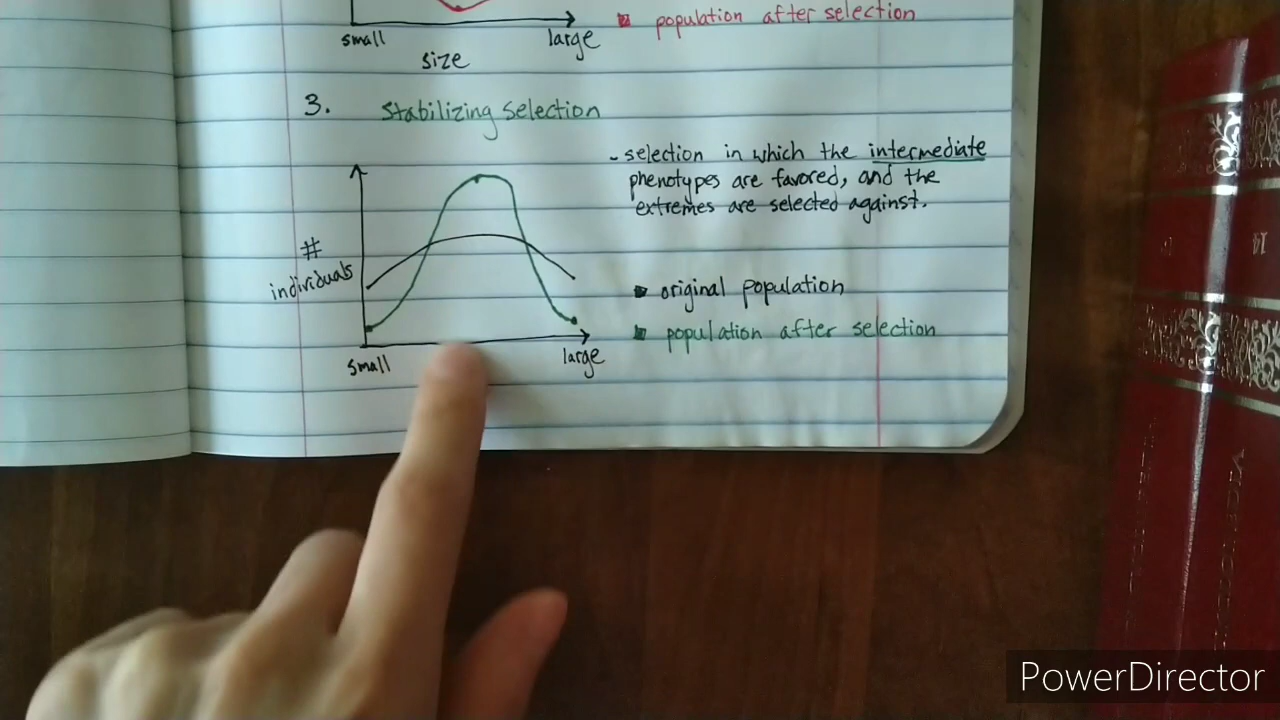 small
large
size
population after selection
3. Stabilizing Selection
- selection in which the intermediate
phenotypes are favored, and the
extremes are selected against.
#
individuals
small
large
original population
population after selection
14
PowerDirector